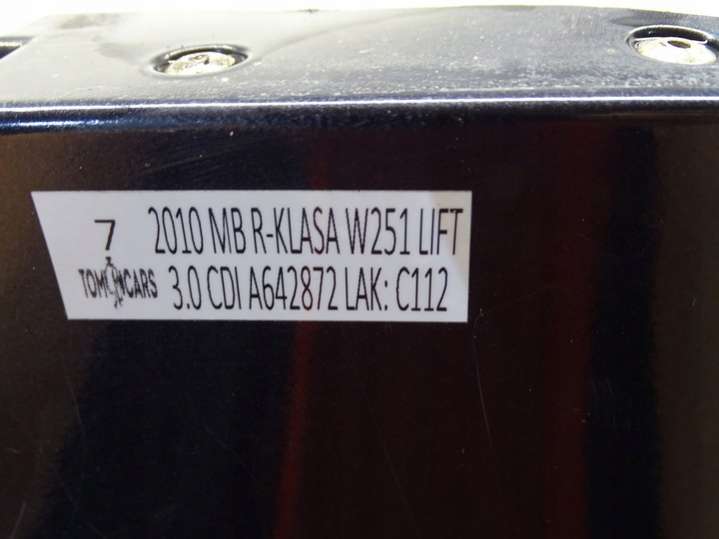 7 2010 MB R-KLASA W251 LIFT
TOMCARS 3.0 CDI A642872 LAK: C112